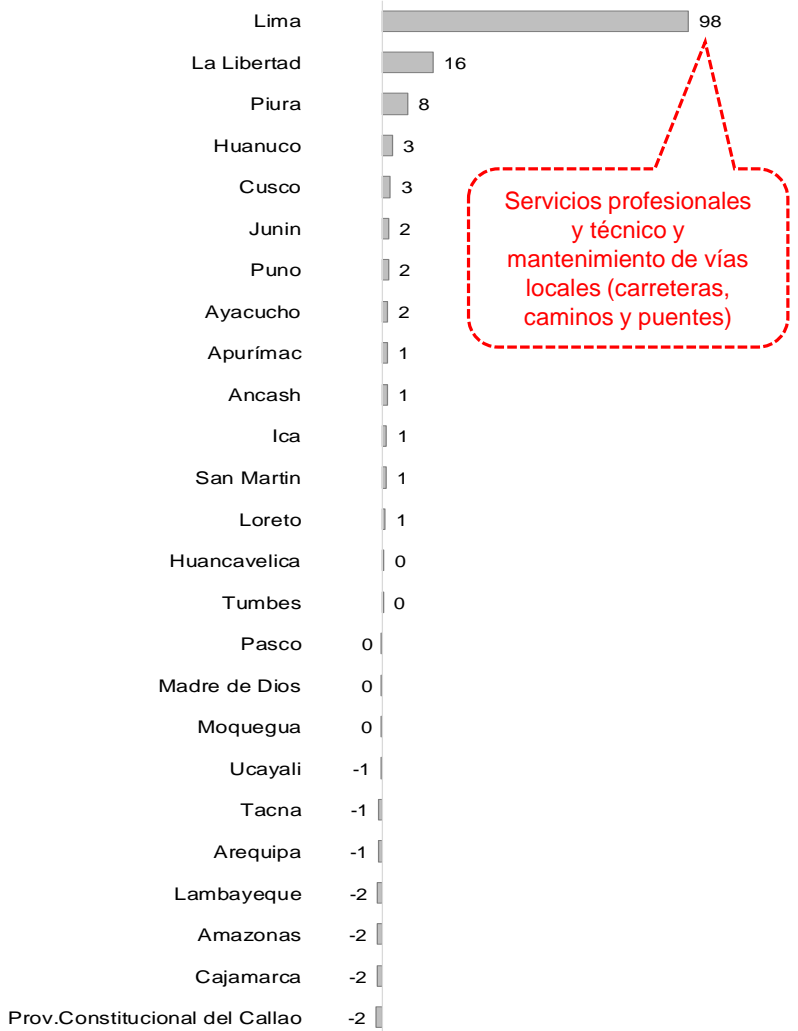 Lima 98
La Libertad 16
Piura 8
Huanuco 3
Cusco 3
Servicios profesionales
y técnico y
mantenimiento de vías
locales (carreteras,
caminos y puentes)
Junin 2
Puno 2
Ayacucho 2
Apurímac 1
Ancash 1
Ica 1
San Martin 1
Loreto 1
Huancavelica 0
Tumbes 0
Pasco 0
Madre de Dios 0
Moquegua 0
Ucayali -1
Tacna -1
Arequipa -1
Lambayeque -2
Amazonas -2
Cajamarca -2
Prov.Constitucional del Callao -2